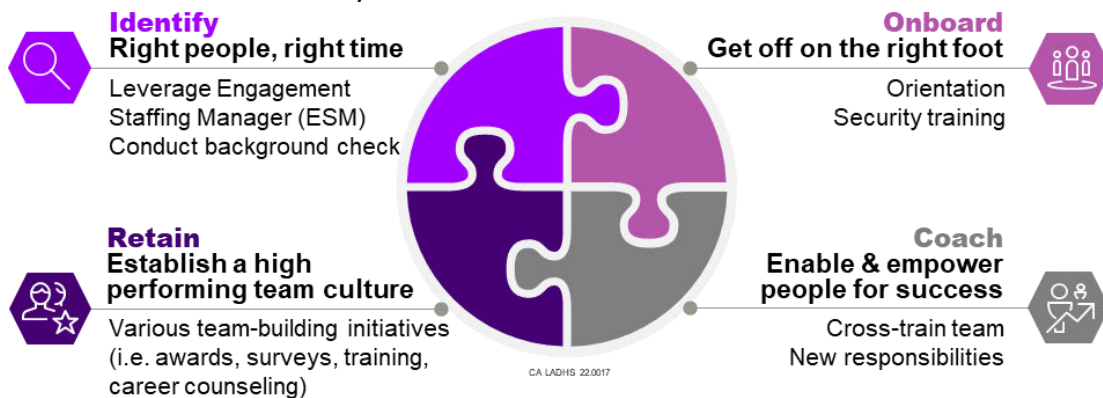 Identify
Right people, right time
Leverage Engagement
Staffing Manager (ESM)
Conduct background check
Onboard
Get off on the right foot
Orientation
Security training
Retain
Establish a high
performing team culture
Various team-building initiatives
(i.e. awards, surveys, training,
career counseling)
Coach
Enable & empower
people for success
Cross-train team
New responsibilities
CA LADHS 22.0017